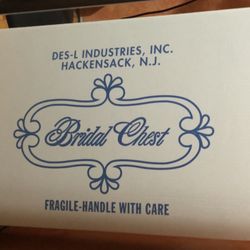 DES-L INDUSTRIES, INC.
HACKENSACK, N.J.
Bridal Chest
FRAGILE-HANDLE WITH CARE